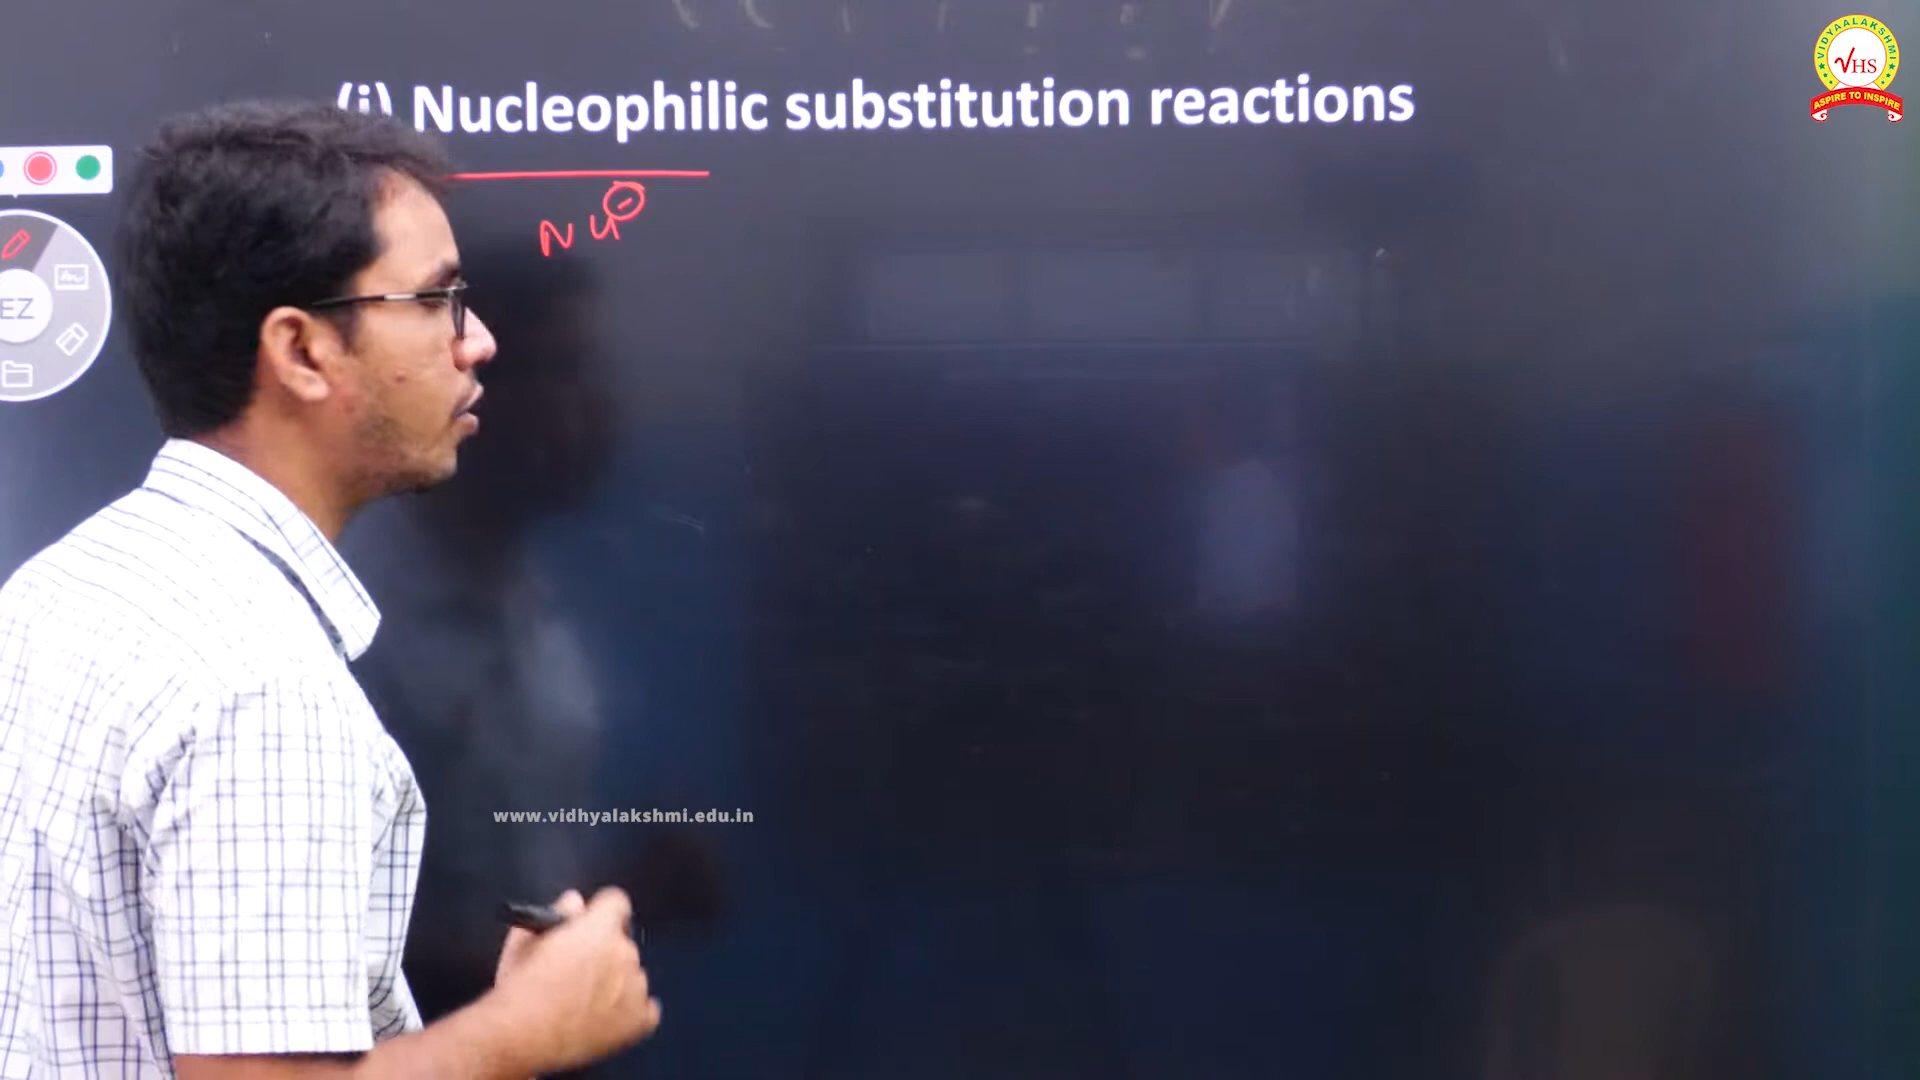 (i) Nucleophilic substitution reactions
Nu⊖
EZ
www.vidhyalakshmi.edu.in
VIDYAALAKSHMI
VHS
ASPIRE TO INSPIRE